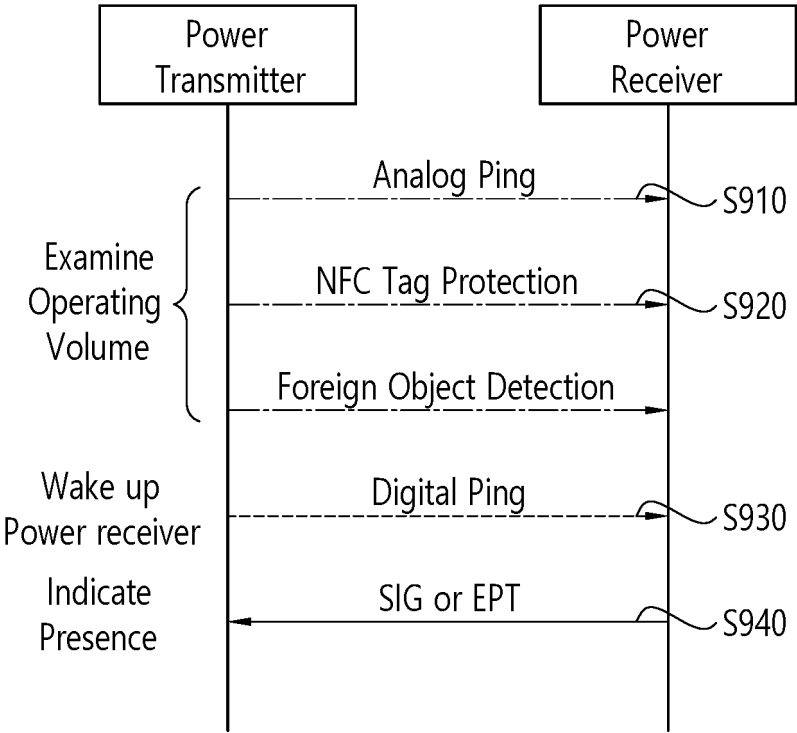 Power
Transmitter
Power
Receiver
Analog Ping
S910
Examine
Operating
Volume
NFC Tag Protection
S920
Foreign Object Detection
Wake up
Power receiver
Digital Ping
S930
Indicate
Presence
SIG or EPT
S940